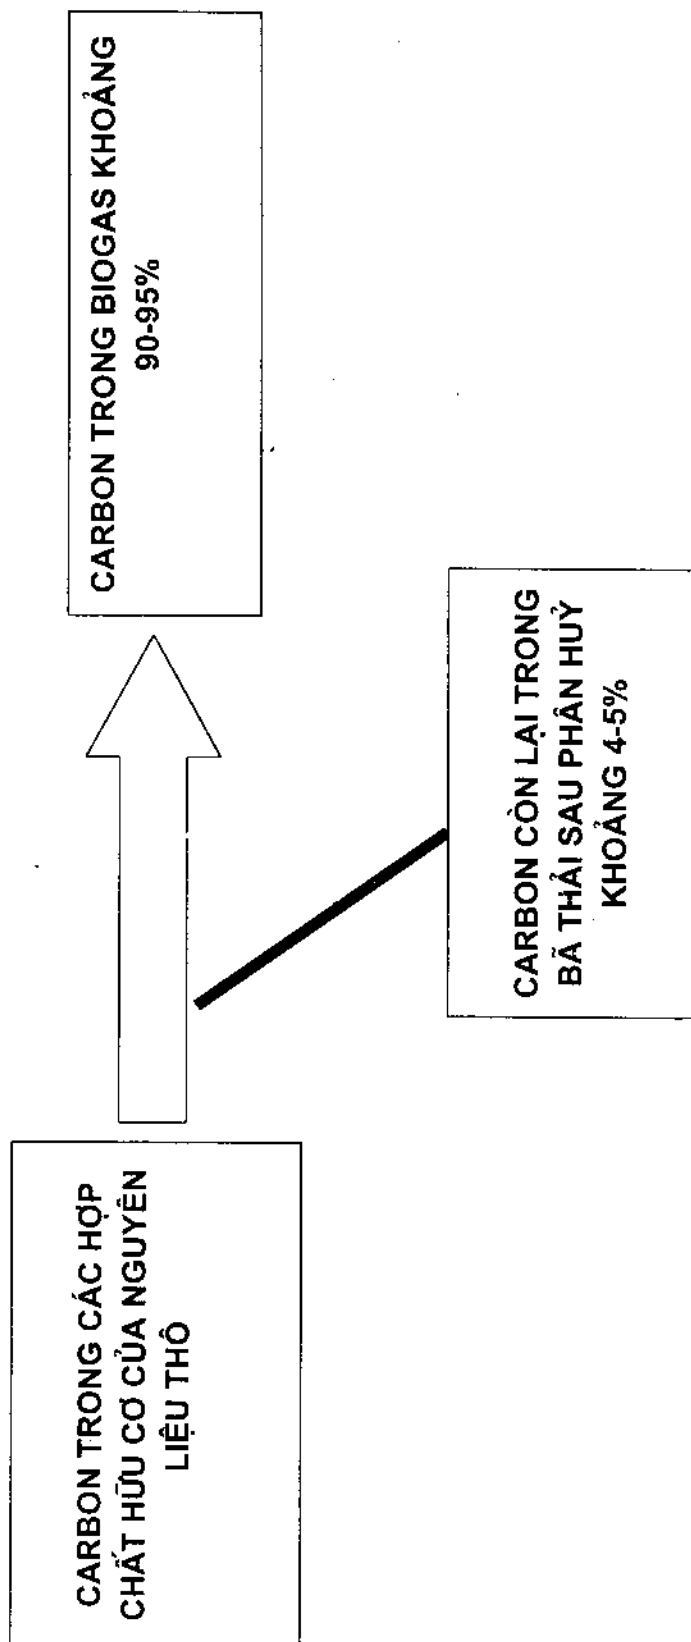 CARBON TRONG CÁC HỢP
CHẤT HỮU CƠ CỦA NGUYÊN
LIỆU THÔ
CARBON TRONG BIOGAS KHOẢNG
90-95%
CARBON CÒN LẠI TRONG
BÃ THẢI SAU PHÂN HUỶ
KHOẢNG 4-5%